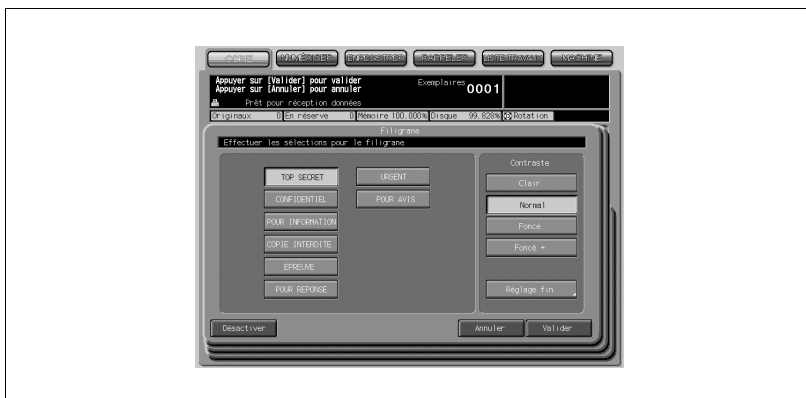 COPIE NUMÉRISER ENREGISTRER RAPPELER LISTE TRAVAUX MACHINE
Appuyer sur [Valider] pour valider
Appuyer sur [Annuler] pour annuler
Exemplaires 0001
Prêt pour réception données
Originaux 0 En réserve 0 Mémoire 100.000% Disque 99.828% Rotation
Filigrane
Effectuer les sélections pour le filigrane
TOP SECRET URGENT
CONFIDENTIEL POUR AVIS
POUR INFORMATION
COPIE INTERDITE
EPREUVE
POUR REPONSE
Contraste
Clair
Normal
Foncé
Foncé +
Réglage fin
Désactiver Annuler Valider